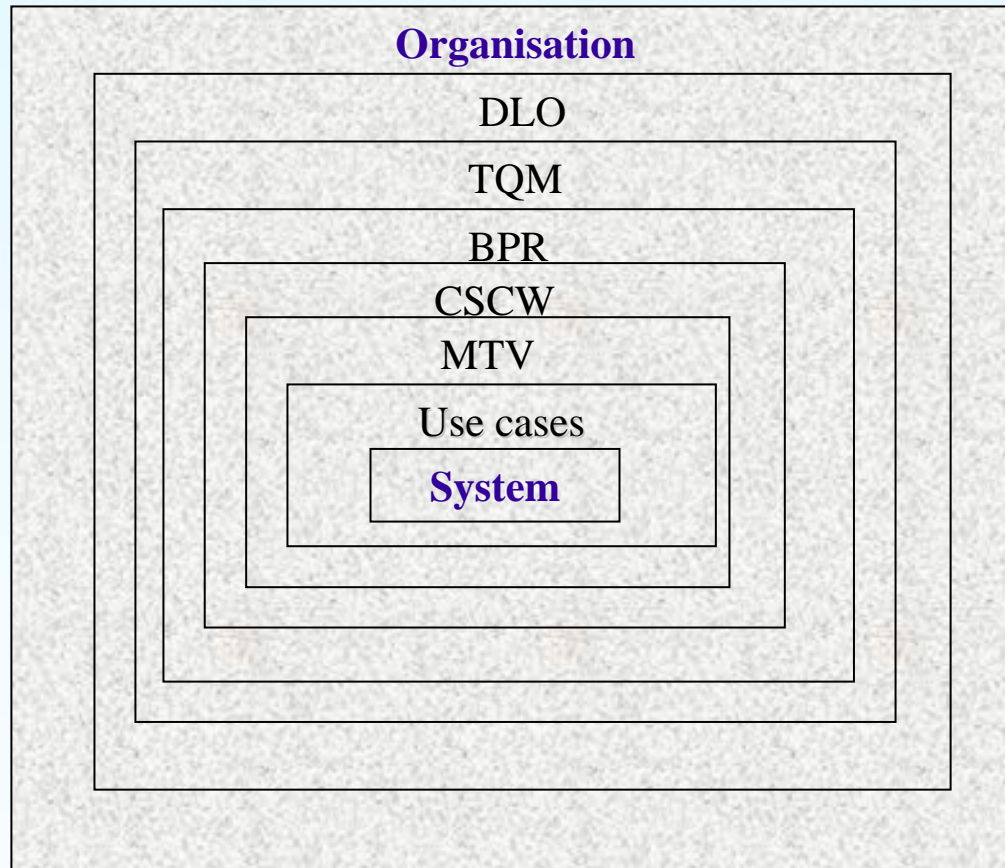 Organisation
DLO
TQM
BPR
CSCW
MTV
Use cases
System